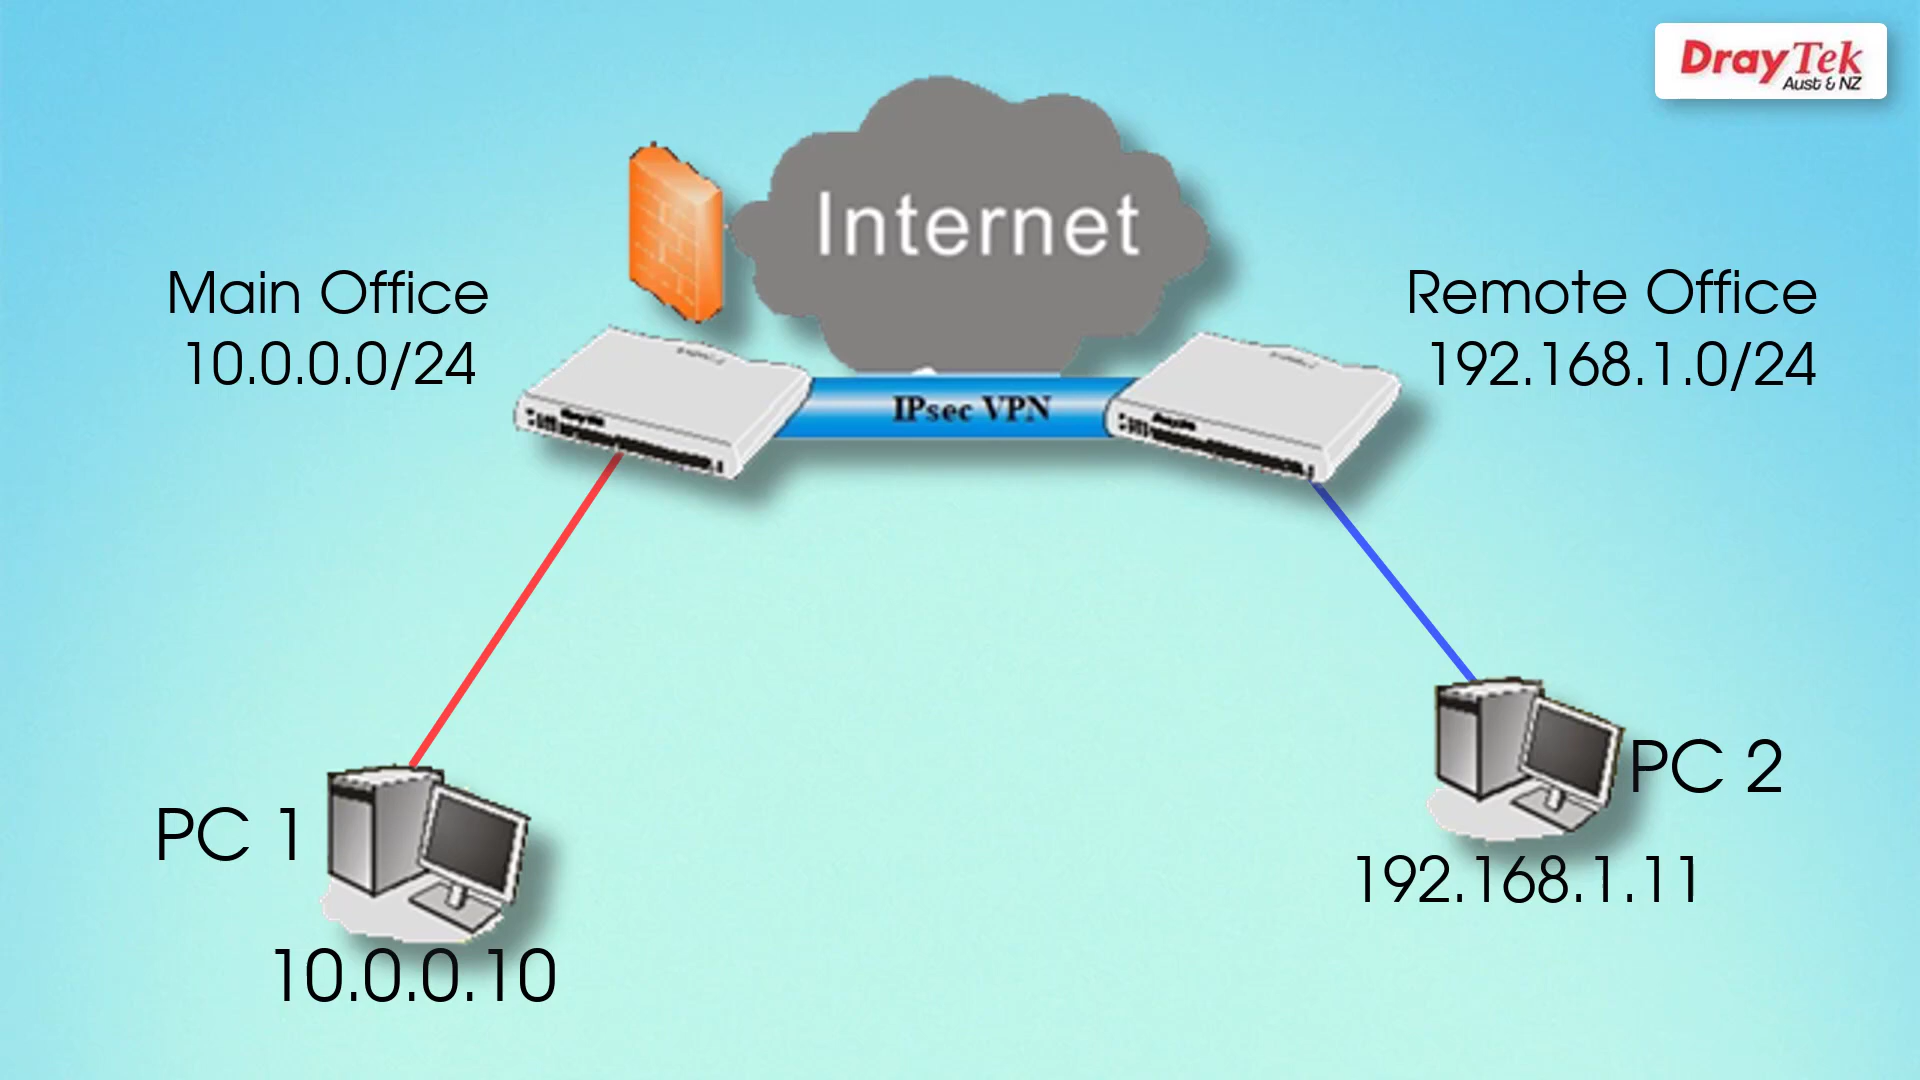 DrayTek
Aust & NZ
Internet
Main Office
10.0.0.0/24
Remote Office
192.168.1.0/24
IPsec VPN
PC 1
10.0.0.10
PC 2
192.168.1.11